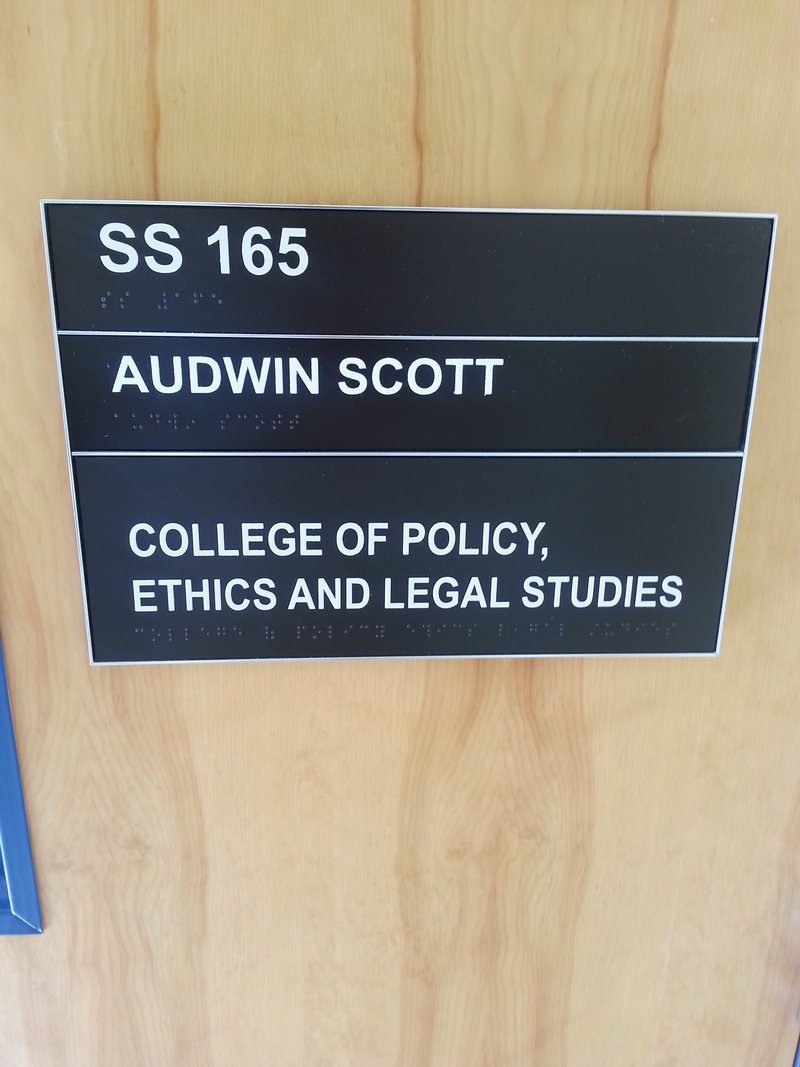 SS 165
AUDWIN SCOTT
COLLEGE OF POLICY,
ETHICS AND LEGAL STUDIES